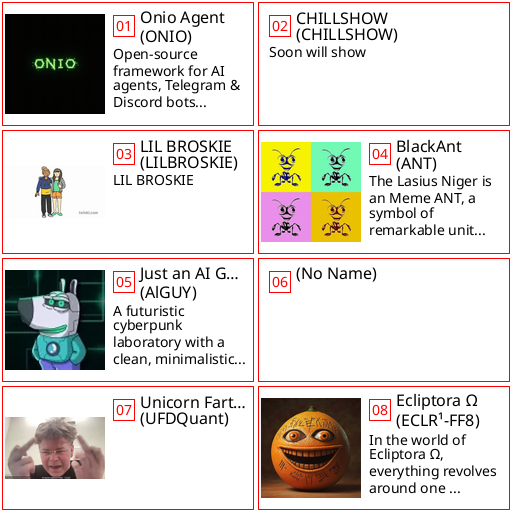 01 Onio Agent
(ONIO)
ONIO
Open-source
framework for AI
agents, Telegram &
Discord bots...
02 CHILLSHOW
(CHILLSHOW)
Soon will show
03 LIL BROSKIE
(LILBROSKIE)
LIL BROSKIE
04 BlackAnt
(ANT)
The Lasius Niger is
an Meme ANT, a
symbol of
remarkable unit...
05 Just an AI G...
(AlGUY)
A futuristic
cyberpunk
laboratory with a
clean, minimalistic...
06 (No Name)
07 Unicorn Fart...
(UFDQuant)
08 Ecliptora Ω
(ECLR¹-FF8)
In the world of
Ecliptora Ω,
everything revolves
around one ...